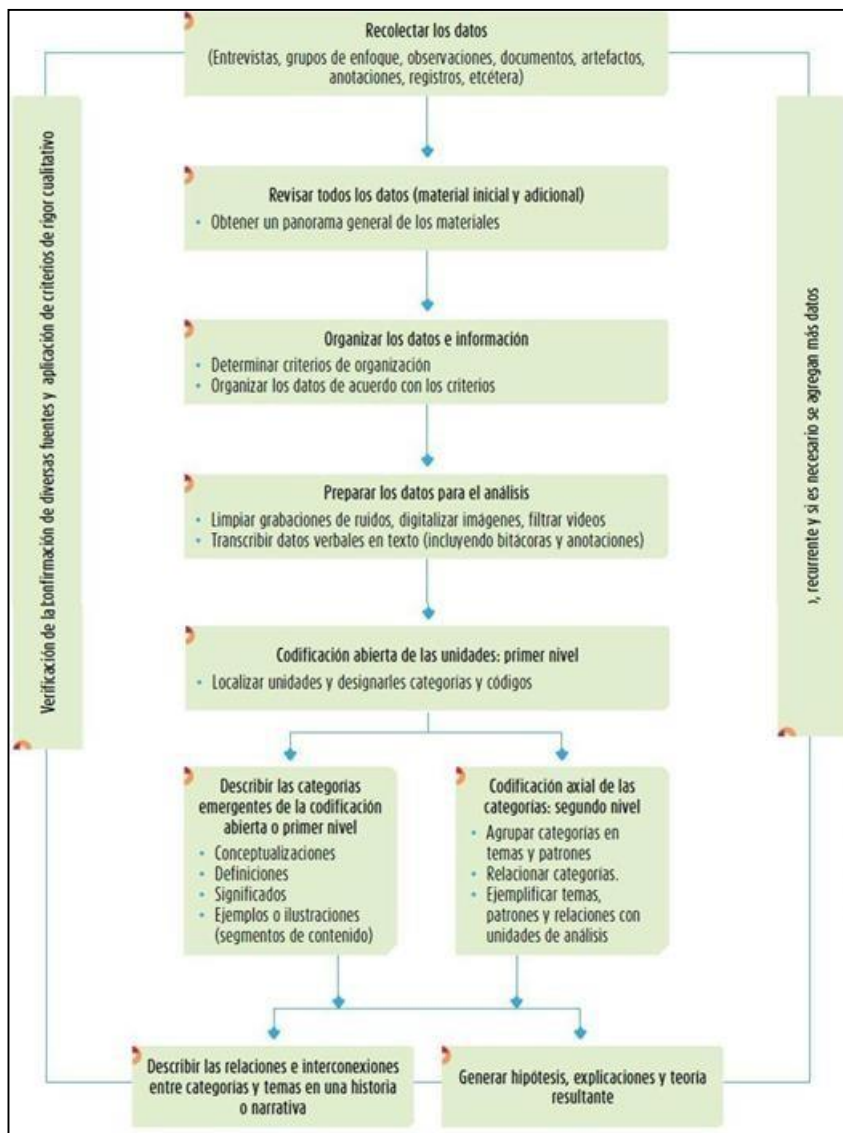 Recolectar los datos
(Entrevistas, grupos de enfoque, observaciones, documentos, artefactos,
anotaciones, registros, etcétera)
Verificación de la confirmación de diversas fuentes y aplicación de criterios de rigor cualitativo
Revisar todos los datos (material inicial y adicional)
• Obtener un panorama general de los materiales
Organizar los datos e información
• Determinar criterios de organización
• Organizar los datos de acuerdo con los criterios
Preparar los datos para el análisis
• Limpiar grabaciones de ruidos, digitalizar imágenes, filtrar videos
• Transcribir datos verbales en texto (incluyendo bitácoras y anotaciones)
Codificación abierta de las unidades: primer nivel
• Localizar unidades y designarles categorías y códigos
Describir las categorías
emergentes de la codificación
abierta o primer nivel
• Conceptualizaciones
• Definiciones
• Significados
• Ejemplos o ilustraciones
(segmentos de contenido)
Codificación axial de las
categorías: segundo nivel
• Agrupar categorías en
temas y patrones
• Relacionar categorías.
• Ejemplificar temas,
patrones y relaciones con
unidades de análisis
), recurrente y si es necesario se agregan más datos
Describir las relaciones e interconexiones
entre categorías y temas en una historia
o narrativa
Generar hipótesis, explicaciones y teoría
resultante